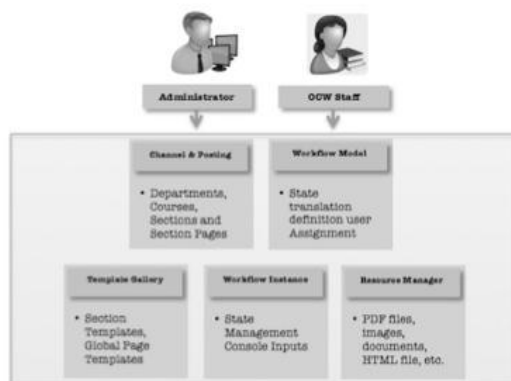 Administrator
OCW Staff
Channel & Posting
• Departments,
Courses,
Sections and
Section Pages
Workflow Model
• State
translation
definition user
Assignment
Template Gallery
• Section
Templates,
Global Page
Templates
Workflow Instance
• State
Management
Console Inputs
Resource Manager
• PDF files,
images,
documents,
HTML file, etc.